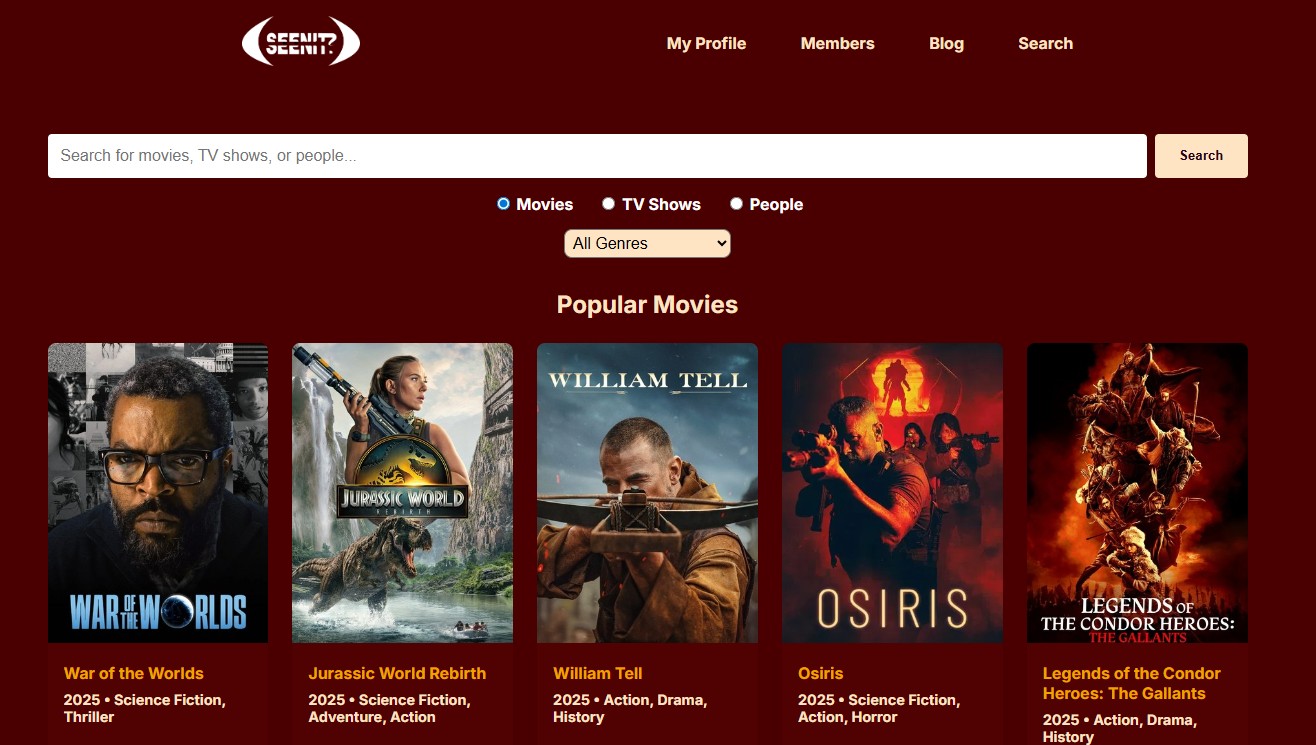 SEENIT?
My Profile Members Blog Search
Search for movies, TV shows, or people...
Search
Movies TV Shows People
All Genres
Popular Movies
WAR OF THE WORLDS
JURASSIC WORLD
REBIRTH
WILLIAM TELL
OSIRIS
LEGENDS OF
THE CONDOR HEROES:
THE GALLANTS
War of the Worlds
2025 • Science Fiction,
Thriller
Jurassic World Rebirth
2025 • Science Fiction,
Adventure, Action
William Tell
2025 • Action, Drama,
History
Osiris
2025 • Science Fiction,
Action, Horror
Legends of the Condor
Heroes: The Gallants
2025 • Action, Drama,
History